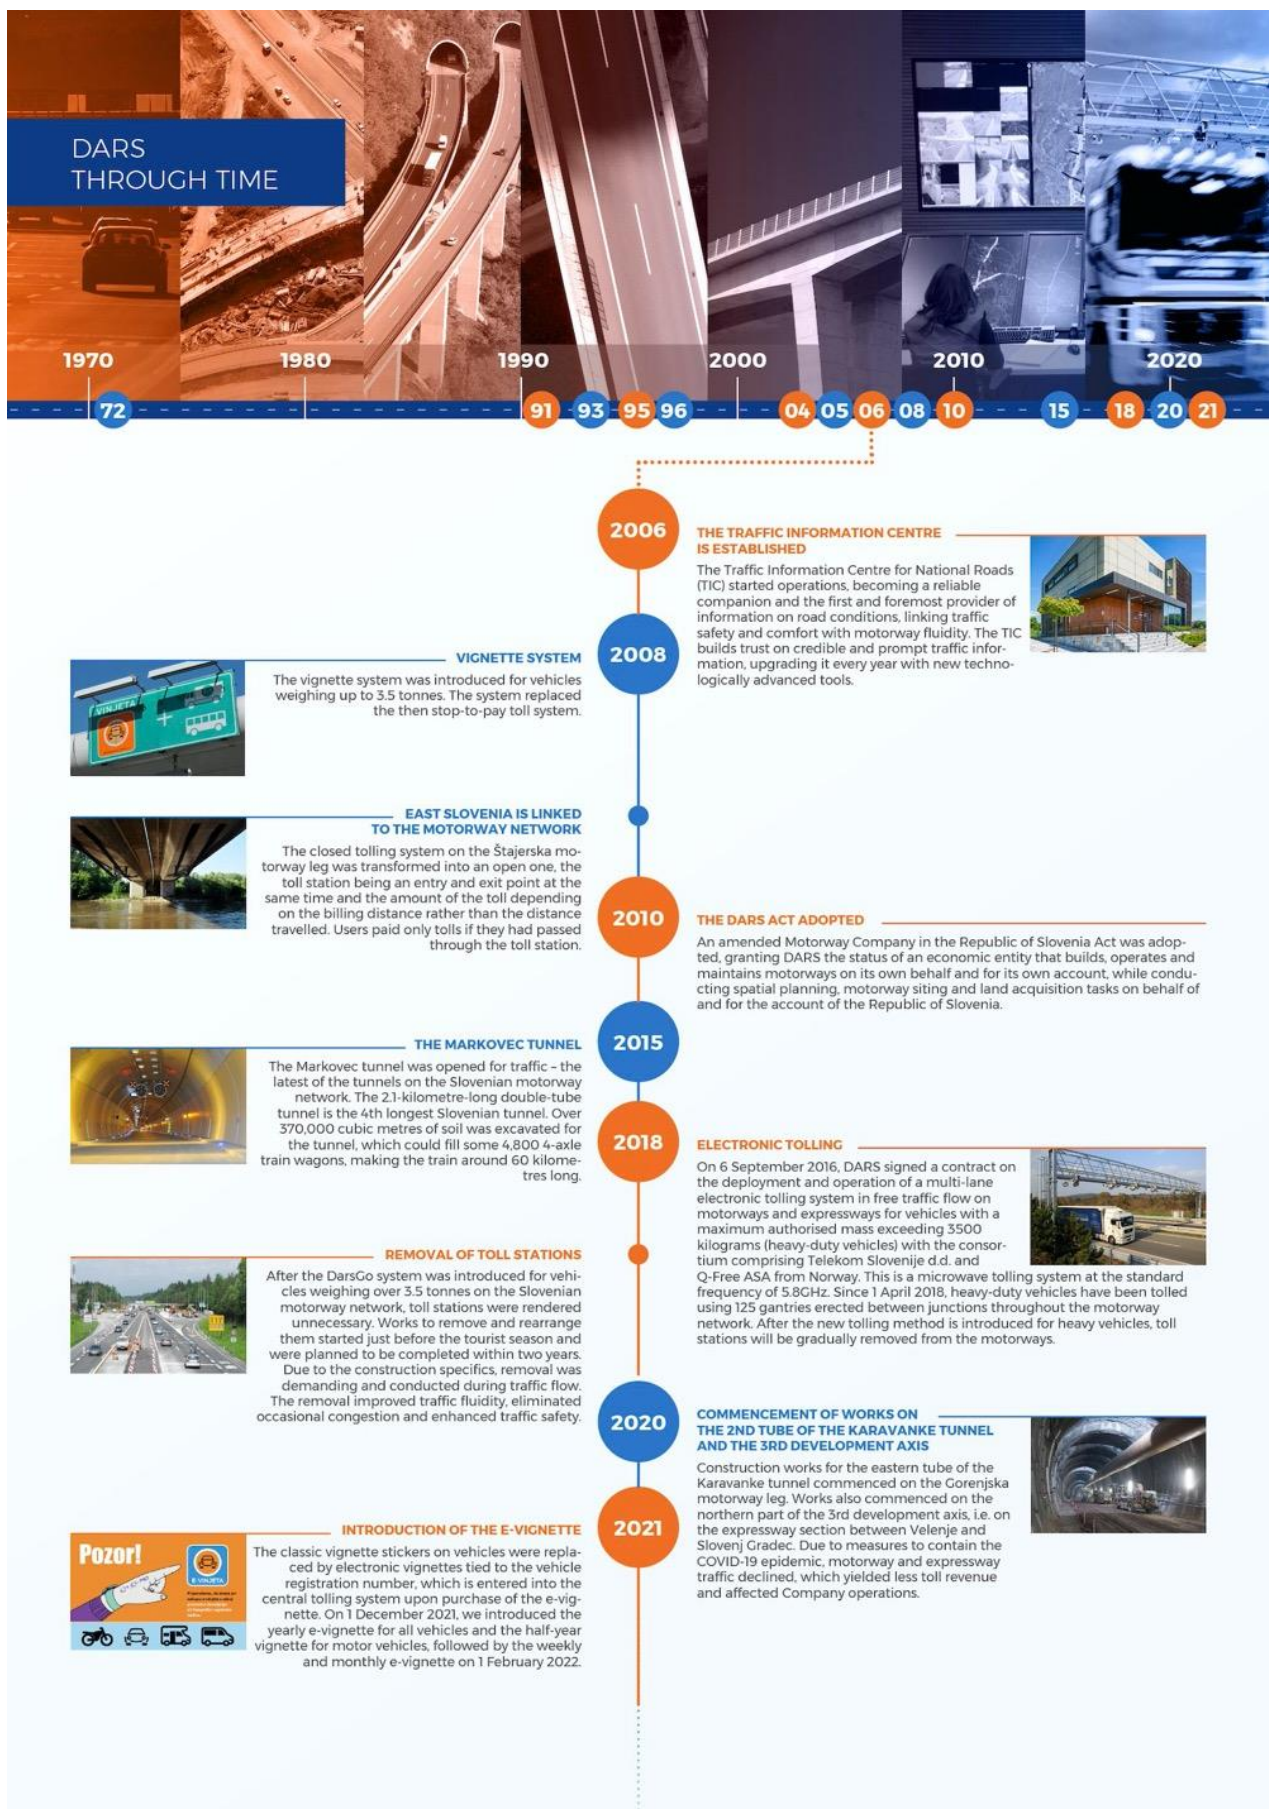 DARS
THROUGH TIME
1970
1980
1990
2000
2010
2020
72
91
93
95
96
04
05
06
08
10
15
18
20
21
2006
THE TRAFFIC INFORMATION CENTRE
IS ESTABLISHED
The Traffic Information Centre for National Roads
(TIC) started operations, becoming a reliable
companion and the first and foremost provider of
information on road conditions, linking traffic
safety and comfort with motorway fluidity. The TIC
builds trust on credible and prompt traffic infor-
mation, upgrading it every year with new techno-
logically advanced tools.
2008
VIGNETTE SYSTEM
The vignette system was introduced for vehicles
weighing up to 3.5 tonnes. The system replaced
the then stop-to-pay toll system.
VINJETA
EAST SLOVENIA IS LINKED
TO THE MOTORWAY NETWORK
The closed tolling system on the Štajerska mo-
torway leg was transformed into an open one, the
toll station being an entry and exit point at the
same time and the amount of the toll depending
on the billing distance rather than the distance
travelled. Users paid only tolls if they had passed
through the toll station.
2010
THE DARS ACT ADOPTED
An amended Motorway Company in the Republic of Slovenia Act was adop-
ted, granting DARS the status of an economic entity that builds, operates and
maintains motorways on its own behalf and for its own account, while condu-
cting spatial planning, motorway siting and land acquisition tasks on behalf of
and for the account of the Republic of Slovenia.
2015
THE MARKOVEC TUNNEL
The Markovec tunnel was opened for traffic – the
latest of the tunnels on the Slovenian motorway
network. The 2.1-kilometre-long double-tube
tunnel is the 4th longest Slovenian tunnel. Over
370,000 cubic metres of soil was excavated for
the tunnel, which could fill some 4,800 4-axle
train wagons, making the train around 60 kilome-
tres long.
2018
ELECTRONIC TOLLING
On 6 September 2016, DARS signed a contract on
the deployment and operation of a multi-lane
electronic tolling system in free traffic flow on
motorways and expressways for vehicles with a
maximum authorised mass exceeding 3500
kilograms (heavy-duty vehicles) with the consor-
tium comprising Telekom Slovenije d.d. and
Q-Free ASA from Norway. This is a microwave tolling system at the standard
frequency of 5.8GHz. Since 1 April 2018, heavy-duty vehicles have been tolled
using 125 gantries erected between junctions throughout the motorway
network. After the new tolling method is introduced for heavy vehicles, toll
stations will be gradually removed from the motorways.
REMOVAL OF TOLL STATIONS
After the DarsGo system was introduced for vehi-
cles weighing over 3.5 tonnes on the Slovenian
motorway network, toll stations were rendered
unnecessary. Works to remove and rearrange
them started just before the tourist season and
were planned to be completed within two years.
Due to the construction specifics, removal was
demanding and conducted during traffic flow.
The removal improved traffic fluidity, eliminated
occasional congestion and enhanced traffic safety.
2020
COMMENCEMENT OF WORKS ON
THE 2ND TUBE OF THE KARAVANKE TUNNEL
AND THE 3RD DEVELOPMENT AXIS
Construction works for the eastern tube of the
Karavanke tunnel commenced on the Gorenjska
motorway leg. Works also commenced on the
northern part of the 3rd development axis, i.e. on
the expressway section between Velenje and
Slovenj Gradec. Due to measures to contain the
COVID-19 epidemic, motorway and expressway
traffic declined, which yielded less toll revenue
and affected Company operations.
2021
INTRODUCTION OF THE E-VIGNETTE
The classic vignette stickers on vehicles were repla-
ced by electronic vignettes tied to the vehicle
registration number, which is entered into the
central tolling system upon purchase of the e-vig-
nette. On 1 December 2021, we introduced the
yearly e-vignette for all vehicles and the half-year
vignette for motor vehicles, followed by the weekly
and monthly e-vignette on 1 February 2022.
Pozor!
E-VINJETA